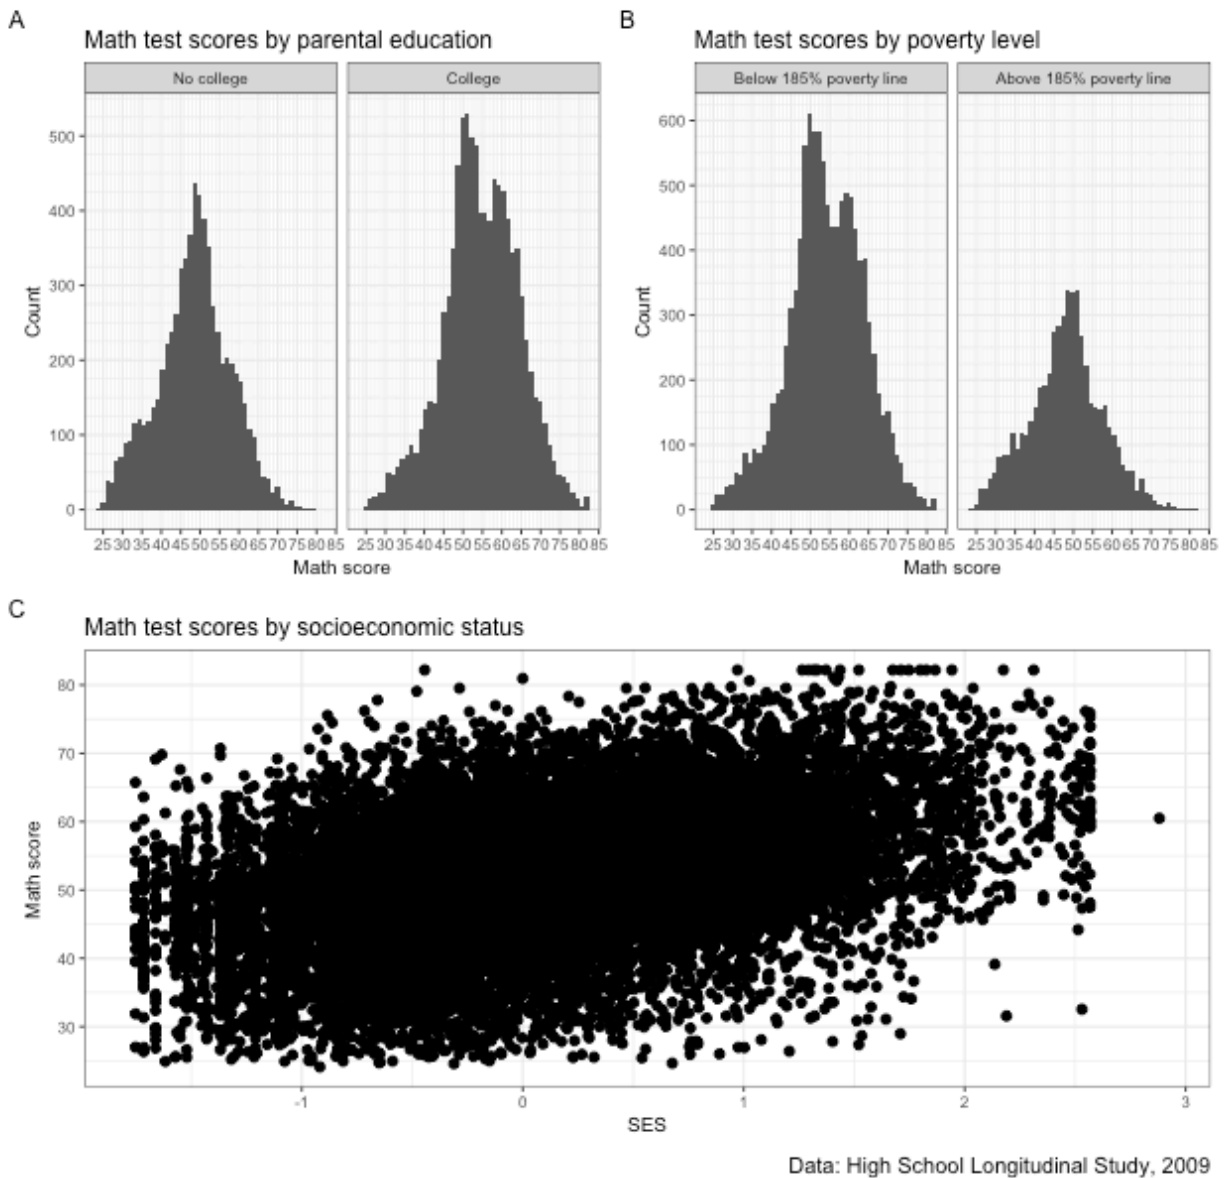 A
Math test scores by parental education
No college College
500
400
300
200
100
0
Count
25 30 35 40 45 50 55 60 65 70 75 80 85 25 30 35 40 45 50 55 60 65 70 75 80 85
Math score
B
Math test scores by poverty level
Below 185% poverty line Above 185% poverty line
600
500
400
300
200
100
0
Count
25 30 35 40 45 50 55 60 65 70 75 80 85 25 30 35 40 45 50 55 60 65 70 75 80 85
Math score
C
Math test scores by socioeconomic status
80
70
60
50
40
30
Math score
-1 0 1 2 3
SES
Data: High School Longitudinal Study, 2009